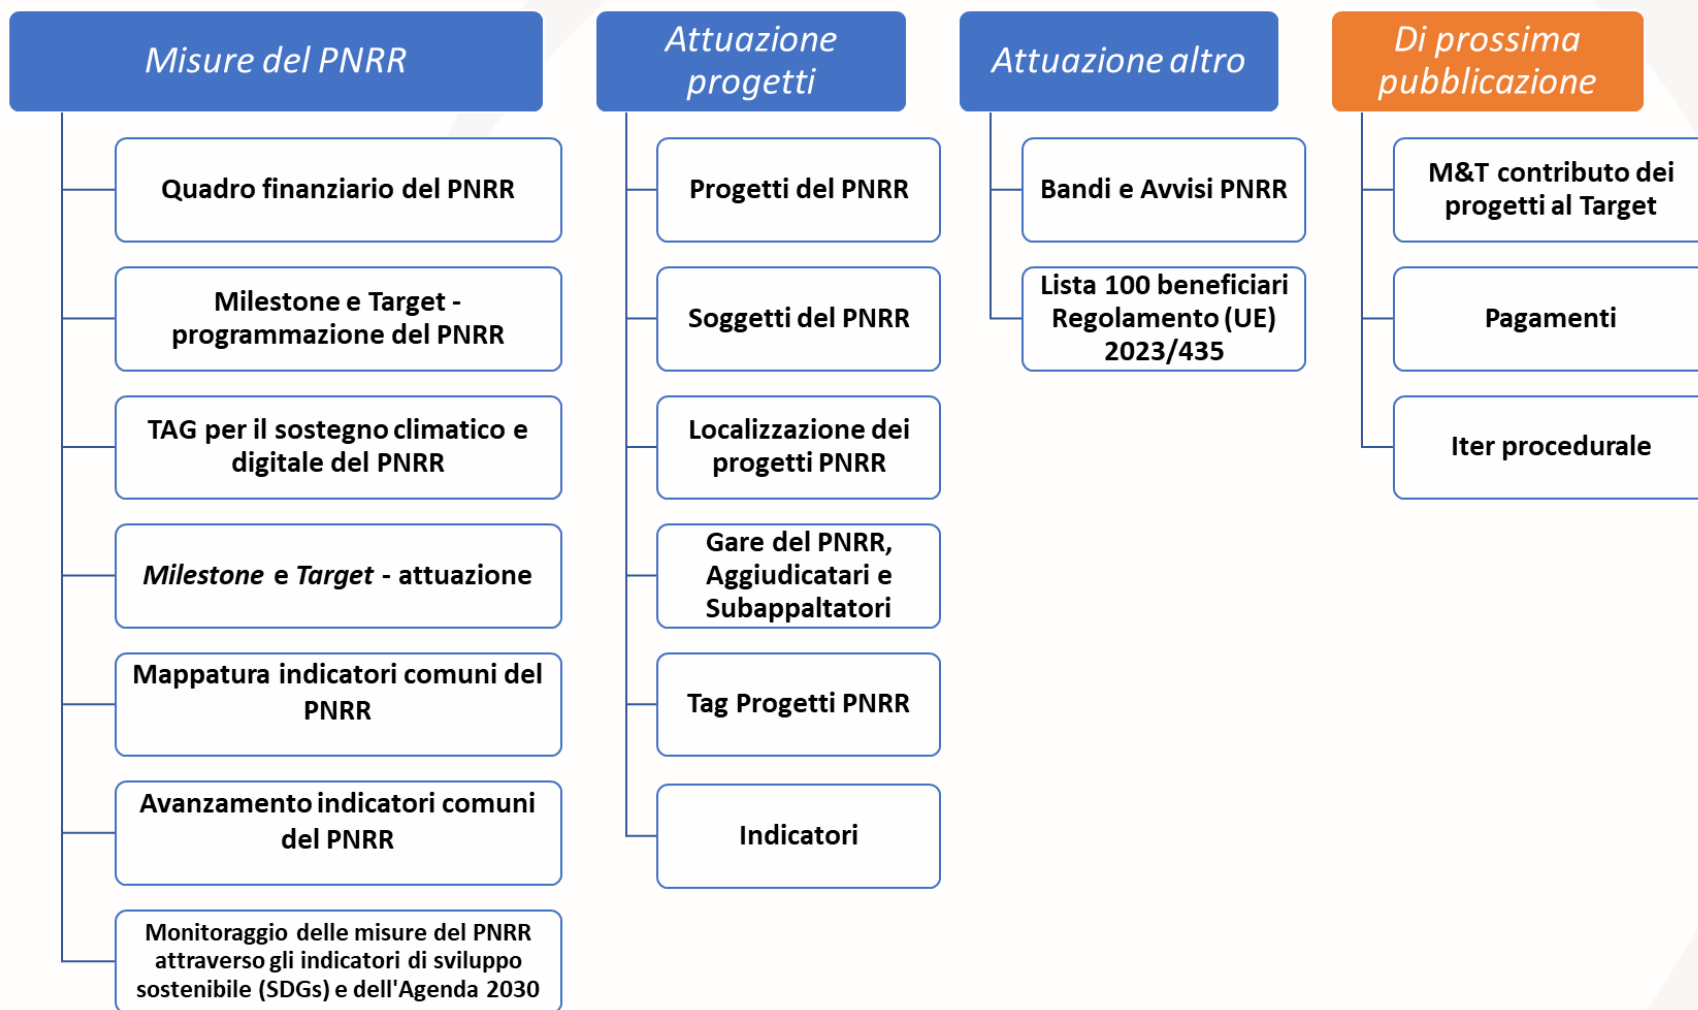 Misure del PNRR
Quadro finanziario del PNRR
Milestone e Target -
programmazione del PNRR
TAG per il sostegno climatico e
digitale del PNRR
Milestone e Target - attuazione
Mappatura indicatori comuni del
PNRR
Avanzamento indicatori comuni
del PNRR
Monitoraggio delle misure del PNRR
attraverso gli indicatori di sviluppo
sostenibile (SDGs) e dell'Agenda 2030
Attuazione
progetti
Progetti del PNRR
Soggetti del PNRR
Localizzazione dei
progetti PNRR
Gare del PNRR,
Aggiudicatari e
Subappaltatori
Tag Progetti PNRR
Indicatori
Attuazione altro
Bandi e Avvisi PNRR
Lista 100 beneficiari
Regolamento (UE)
2023/435
Di prossima
pubblicazione
M&T contributo dei
progetti al Target
Pagamenti
Iter procedurale